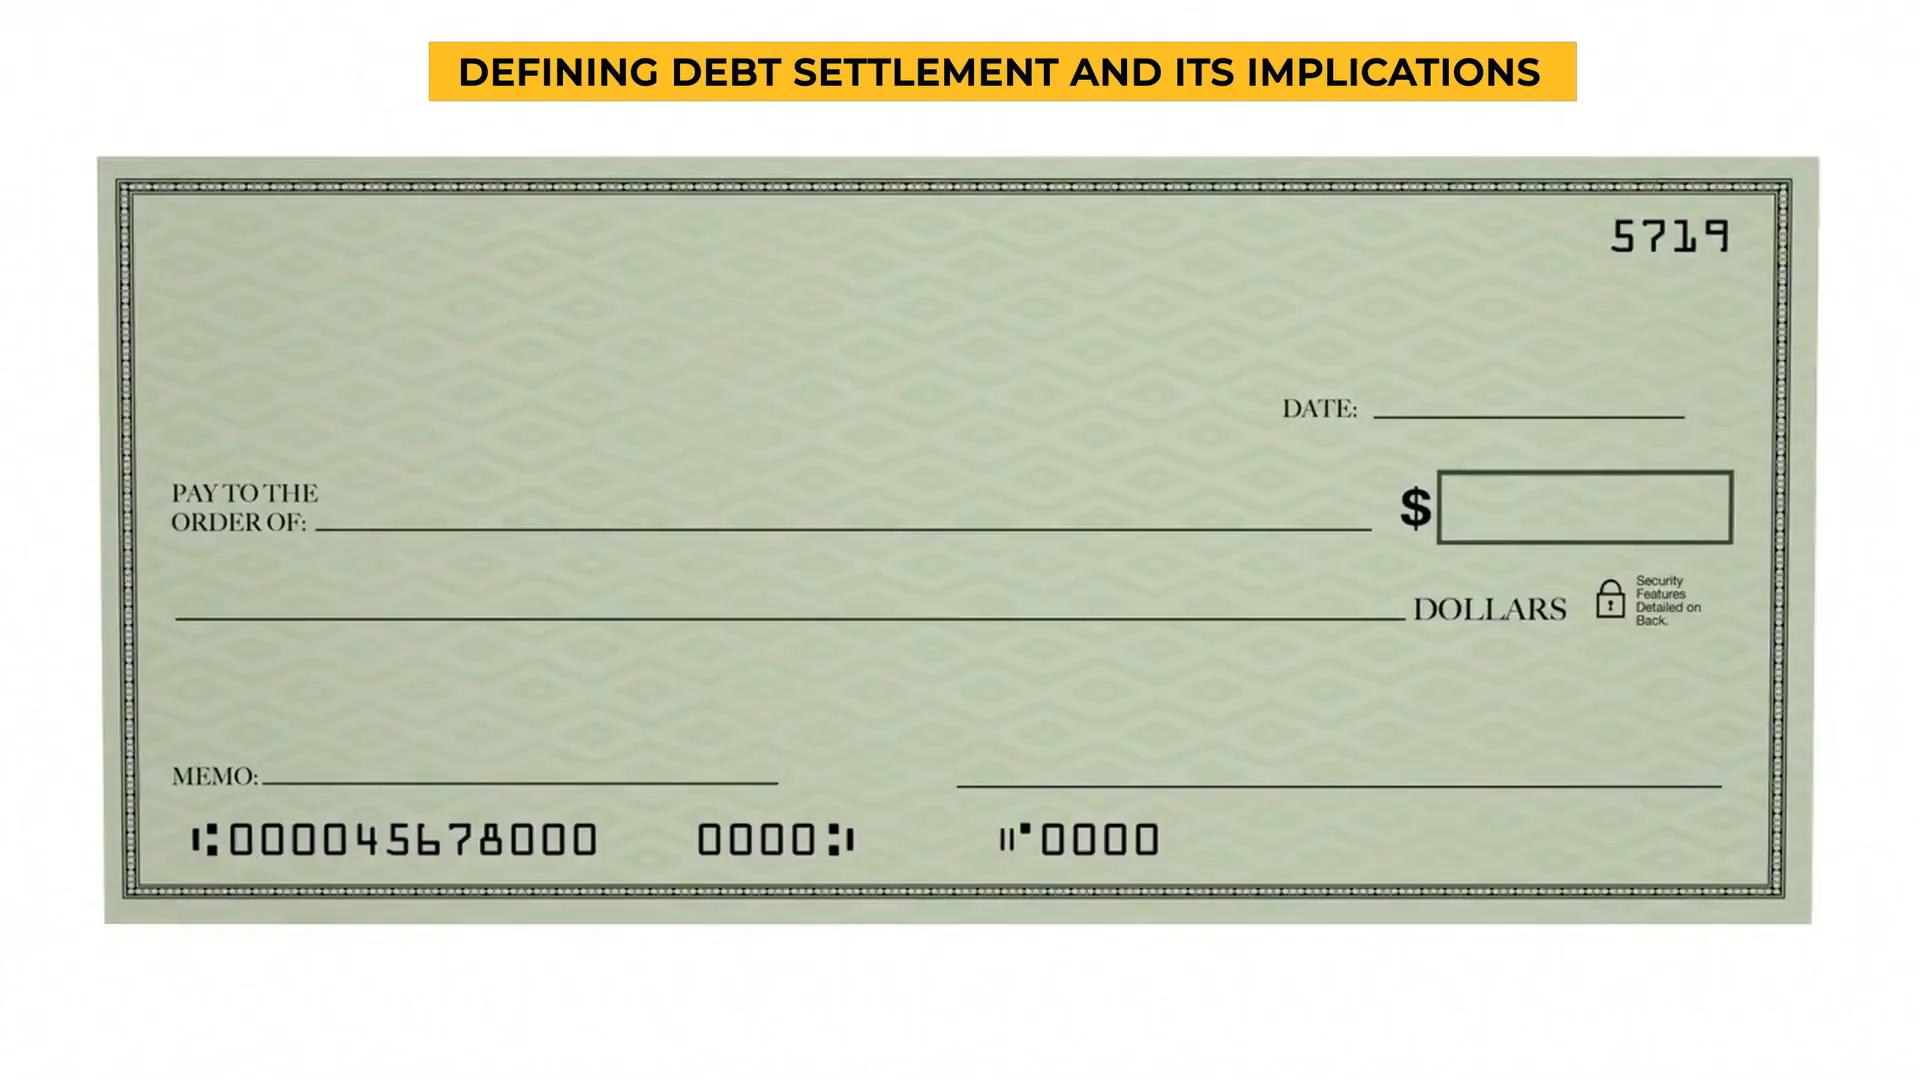 DEFINING DEBT SETTLEMENT AND ITS IMPLICATIONS
5719
DATE:
PAY TO THE
ORDER OF:
$
DOLLARS
Security
Features
Detailed on
Back.
MEMO:
⑆000045678000 0000⑆ ⑈0000